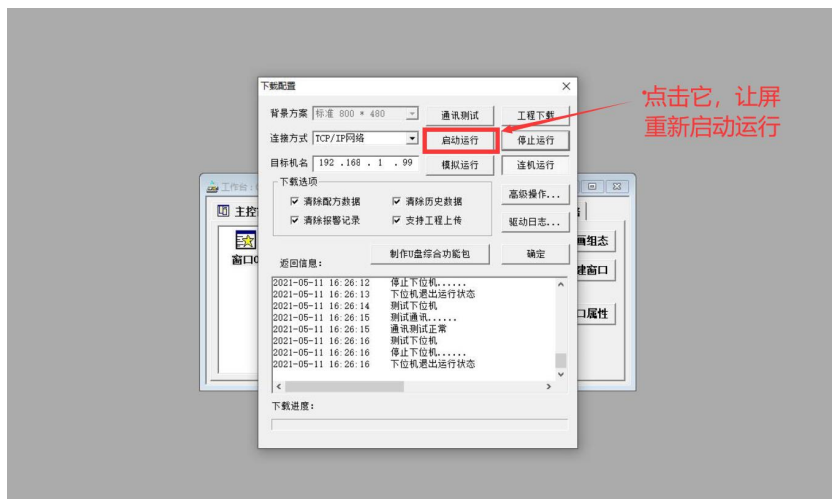 下载配置
背景方案 标准 800 * 480 通讯测试 工程下载
连接方式 TCP/IP网络 启动运行 停止运行
目标机名 192 .168 . 1 . 99 模拟运行 连机运行
下载选项
清除配方数据 清除历史数据 高级操作...
清除报警记录 支持工程上传 驱动日志...
制作U盘综合功能包 确定
返回信息:
2021-05-11 16:26:12 停止下位机......
2021-05-11 16:26:13 下位机退出运行状态
2021-05-11 16:26:14 测试下位机
2021-05-11 16:26:15 测试通讯......
2021-05-11 16:26:15 通讯测试正常
2021-05-11 16:26:16 测试下位机
2021-05-11 16:26:16 停止下位机......
2021-05-11 16:26:16 下位机退出运行状态
下载进度:
点击它，让屏
重新启动运行
工作台:
主控
窗口
画组态
建窗口
口属性